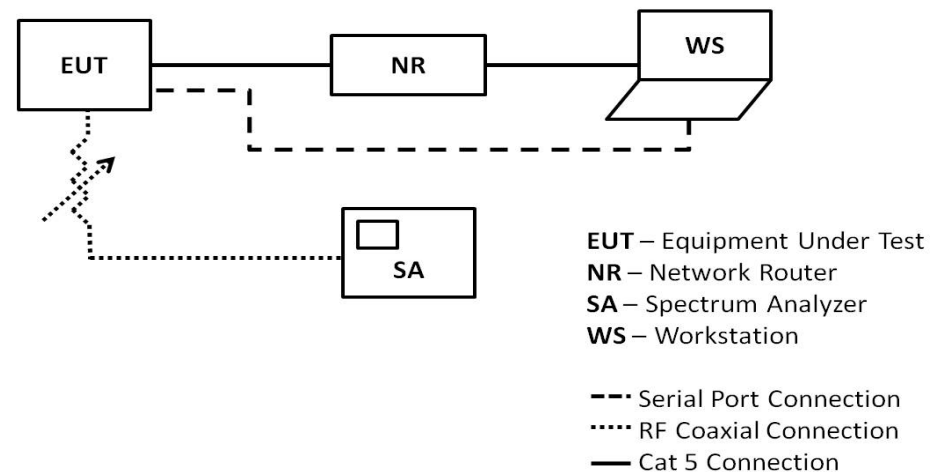 EUT
NR
WS
SA
EUT – Equipment Under Test
NR – Network Router
SA – Spectrum Analyzer
WS – Workstation
Serial Port Connection
RF Coaxial Connection
Cat 5 Connection